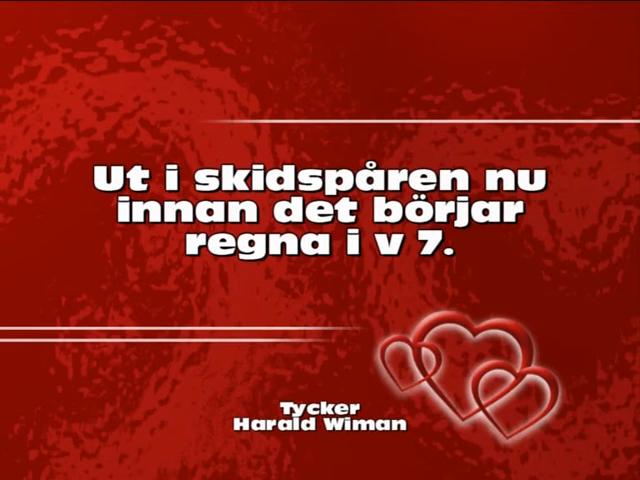 Ut i skidspåren nu
innan det börjar
regna i v 7.
Tycker
Harald Wiman